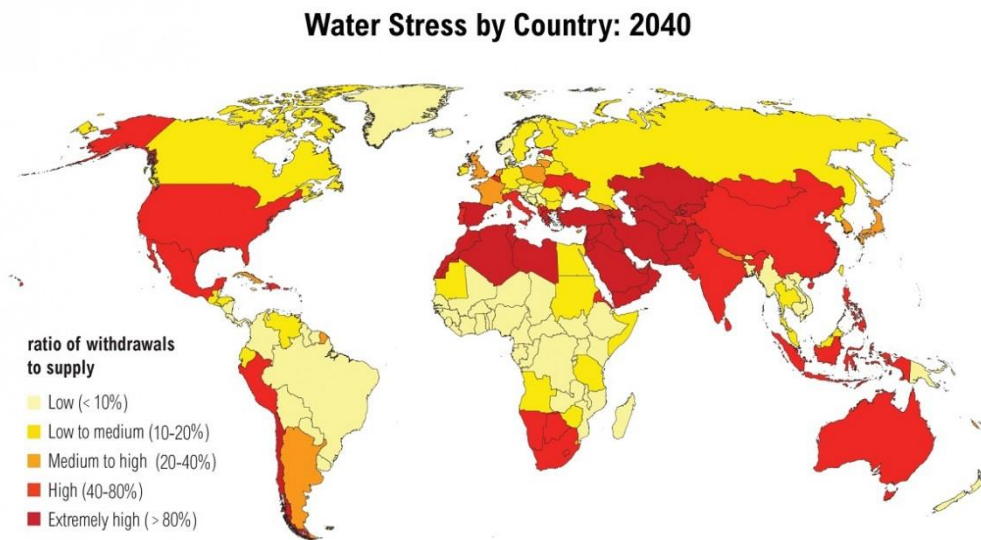 Water Stress by Country: 2040
ratio of withdrawals
to supply
Low (< 10%)
Low to medium (10-20%)
Medium to high (20-40%)
High (40-80%)
Extremely high (> 80%)